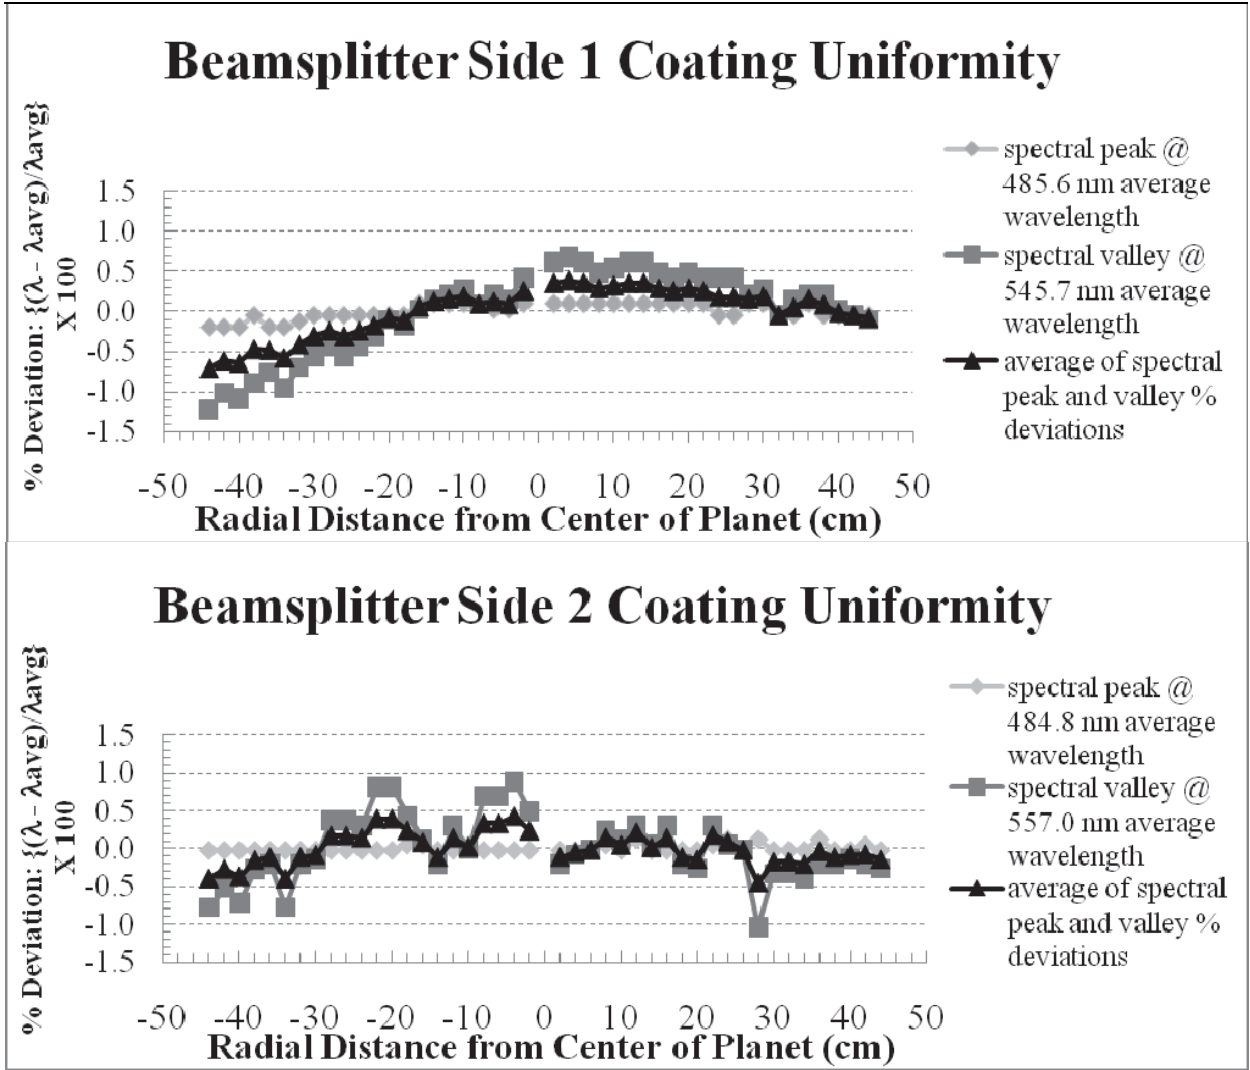 Beamsplitter Side 1 Coating Uniformity
% Deviation: {(λ - λavg)/λavg}
X 100
1.5
1.0
0.5
0.0
-0.5
-1.0
-1.5
-50 -40 -30 -20 -10 0 10 20 30 40 50
Radial Distance from Center of Planet (cm)
spectral peak @
485.6 nm average
wavelength
spectral valley @
545.7 nm average
wavelength
average of spectral
peak and valley %
deviations
Beamsplitter Side 2 Coating Uniformity
% Deviation: {(λ - λavg)/λavg}
X 100
1.5
1.0
0.5
0.0
-0.5
-1.0
-1.5
-50 -40 -30 -20 -10 0 10 20 30 40 50
Radial Distance from Center of Planet (cm)
spectral peak @
484.8 nm average
wavelength
spectral valley @
557.0 nm average
wavelength
average of spectral
peak and valley %
deviations